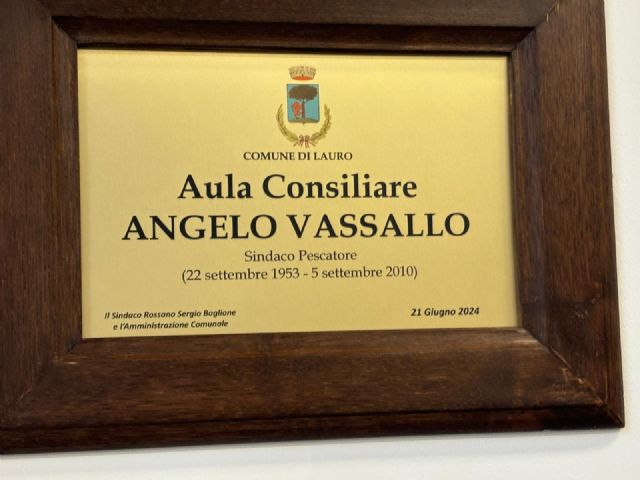 COMUNE DI LAURO
Aula Consiliare
ANGELO VASSALLO
Sindaco Pescatore
(22 settembre 1953 - 5 settembre 2010)
Il Sindaco Rossano Sergio Boglione
e l'Amministrazione Comunale
21 Giugno 2024